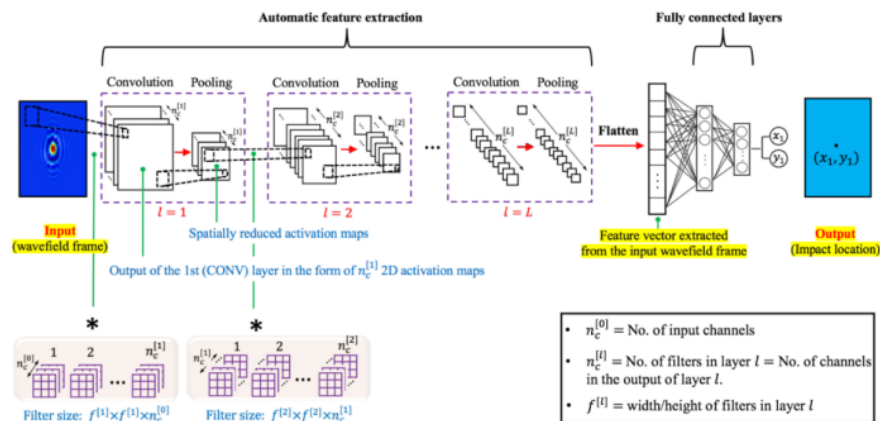 Automatic feature extraction
Fully connected layers
Convolution
Pooling
Convolution
Pooling
Convolution
Pooling
n_c^[1]
n_c^[1]
n_c^[2]
n_c^[2]
n_c^[L]
n_c^[L]
...
Flatten
x₁
y₁
(x₁, y₁)
l = 1
l = 2
l = L
Input
(wavefield frame)
Spatially reduced activation maps
Feature vector extracted
from the input wavefield frame
Output
(Impact location)
Output of the 1st (CONV) layer in the form of n_c^[1] 2D activation maps
*
*
n_c^[0]
1
2
...
n_c^[1]
n_c^[1]
1
2
...
n_c^[2]
Filter size: f^[1]×f^[1]×n_c^[0]
Filter size: f^[2]×f^[2]×n_c^[1]
• n_c^[0] = No. of input channels
• n_c^[l] = No. of filters in layer l = No. of channels
in the output of layer l.
• f^[l] = width/height of filters in layer l